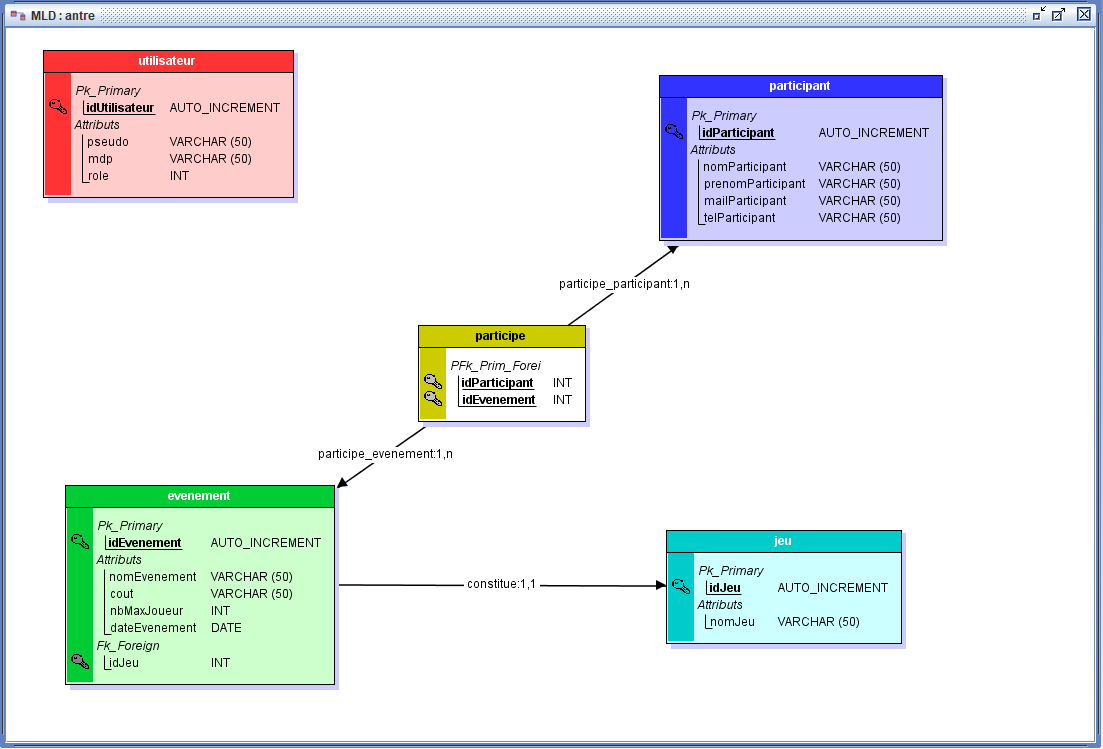 MLD : antre
utilisateur
Pk_Primary
idUtilisateur AUTO_INCREMENT
Attributs
pseudo VARCHAR (50)
mdp VARCHAR (50)
role INT
participant
Pk_Primary
idParticipant AUTO_INCREMENT
Attributs
nomParticipant VARCHAR (50)
prenomParticipant VARCHAR (50)
mailParticipant VARCHAR (50)
telParticipant VARCHAR (50)
participe_participant:1,n
participe
PFk_Prim_Forei
idParticipant INT
idEvenement INT
participe_evenement:1,n
evenement
Pk_Primary
idEvenement AUTO_INCREMENT
Attributs
nomEvenement VARCHAR (50)
cout VARCHAR (50)
nbMaxJoueur INT
dateEvenement DATE
Fk_Foreign
idJeu INT
constitue:1,1
jeu
Pk_Primary
idJeu AUTO_INCREMENT
Attributs
nomJeu VARCHAR (50)